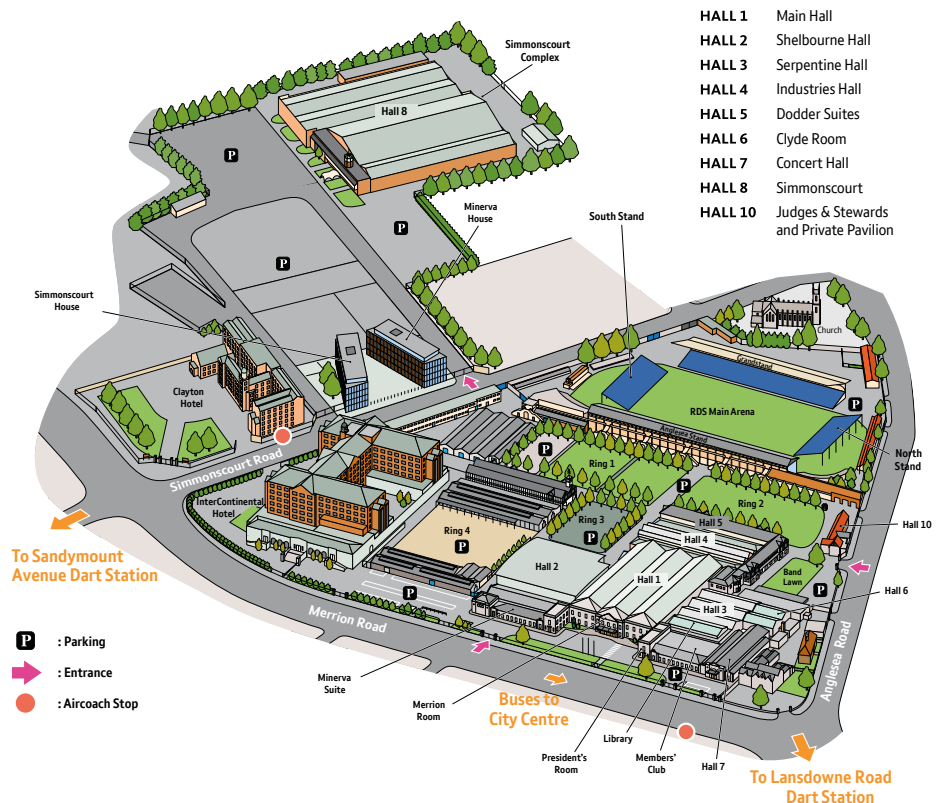 HALL 1 Main Hall
HALL 2 Shelbourne Hall
HALL 3 Serpentine Hall
HALL 4 Industries Hall
HALL 5 Dodder Suites
HALL 6 Clyde Room
HALL 7 Concert Hall
HALL 8 Simmonscourt
HALL 10 Judges & Stewards
and Private Pavilion
Simmonscourt
Complex
Hall 8
P
P
P
Minerva
House
South Stand
Simmonscourt
House
Church
Grandstand
Clayton
Hotel
RDS Main Arena
P
Anglesea Stand
North
Stand
Simmonscourt Road
P
Ring 1
P
InterContinental
Hotel
Ring 2
Ring 3
P
Ring 4
P
Hall 5
Hall 4
Hall 10
To Sandymount
Avenue Dart Station
Hall 2
Hall 1
Band
Lawn
P
Hall 6
P
Hall 3
Merrion Road
Anglesea Road
P
P : Parking
: Entrance
: Aircoach Stop
Minerva
Suite
Merrion
Room
Buses to
City Centre
President's
Room
Library
Members'
Club
Hall 7
To Lansdowne Road
Dart Station